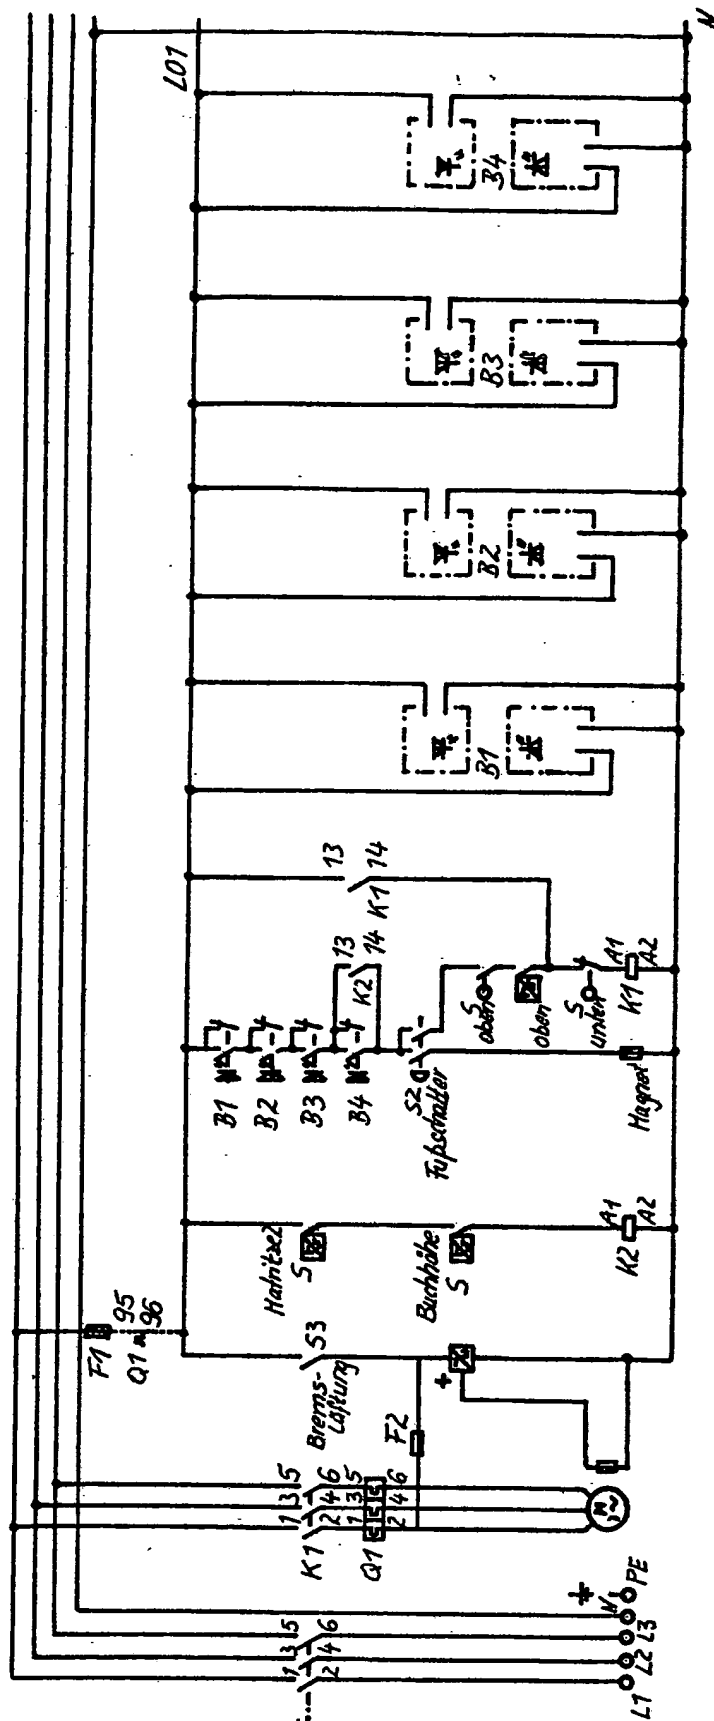 L01
N
B4
B3
B2
B1
13
14
K1
13
14
K2
B1
B2
B3
B4
S2
Fußschalter
S
oben
oben
S
unten
A1
K1
A2
Magnet
S
Buchhöhe
S
A1
K2
A2
F1
95
Q1
96
S3
Brems-
Lüftung
F2
+
1
3
5
K1
2
4
6
1
3
5
Q1
2
4
6
M
~
1
3
5
2
4
6
L1
L2
L3
N
PE